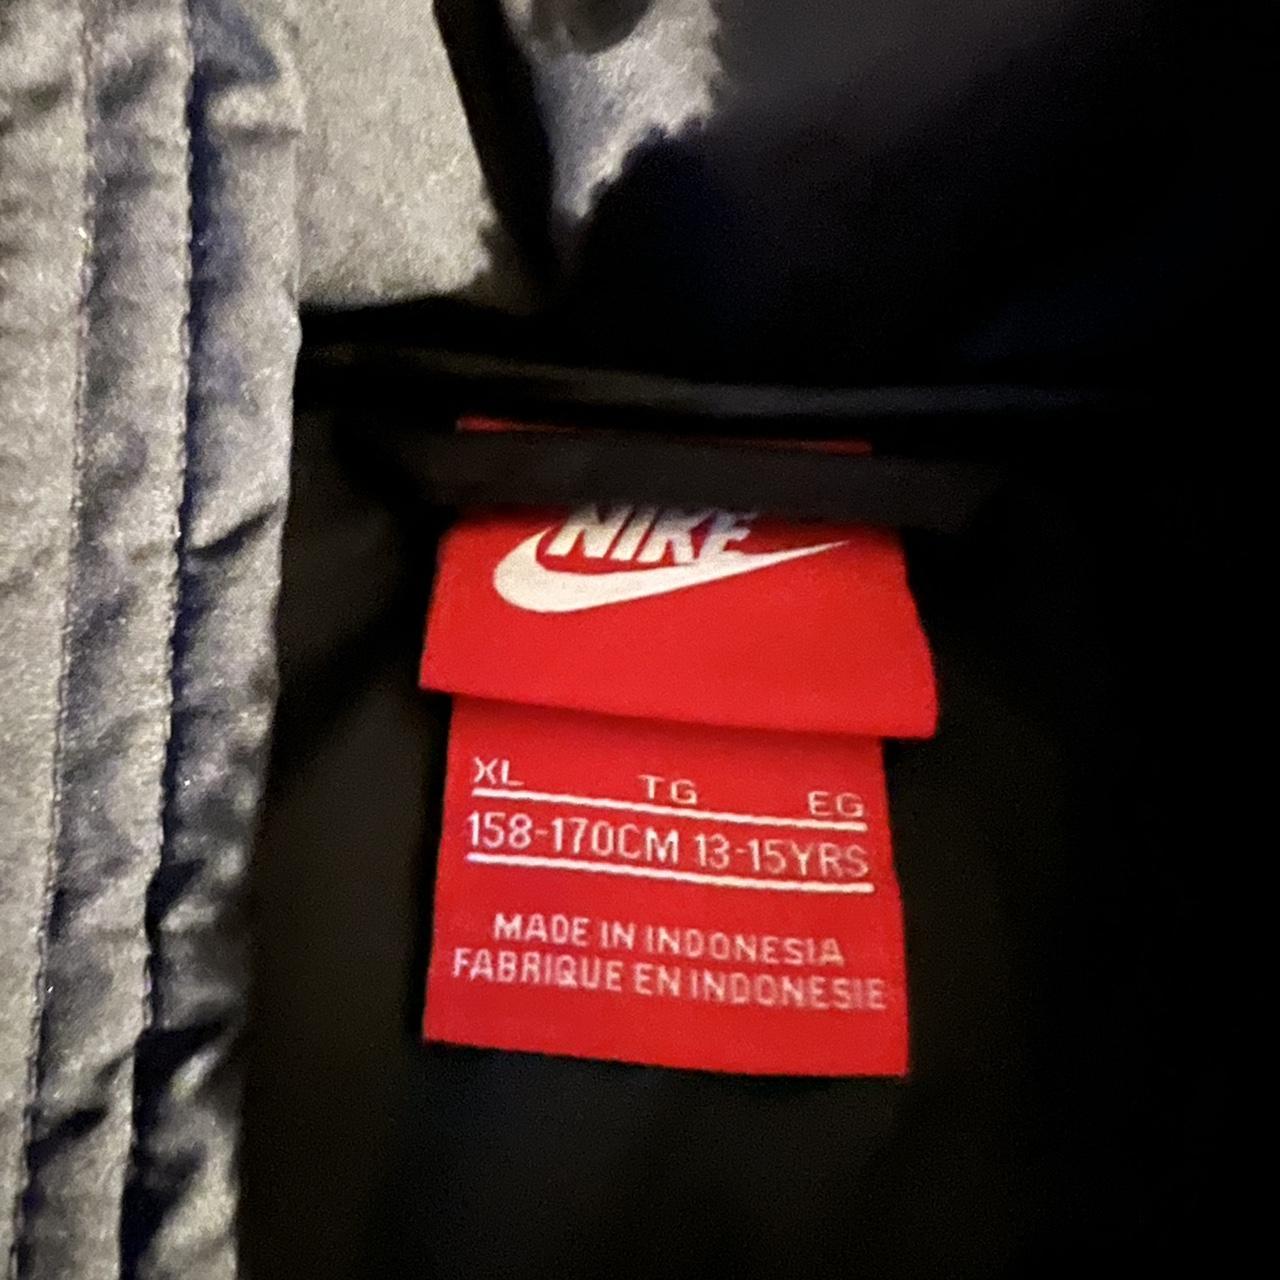 NIKE
XL TG EG
158-170CM 13-15YRS
MADE IN INDONESIA
FABRIQUE EN INDONESIE